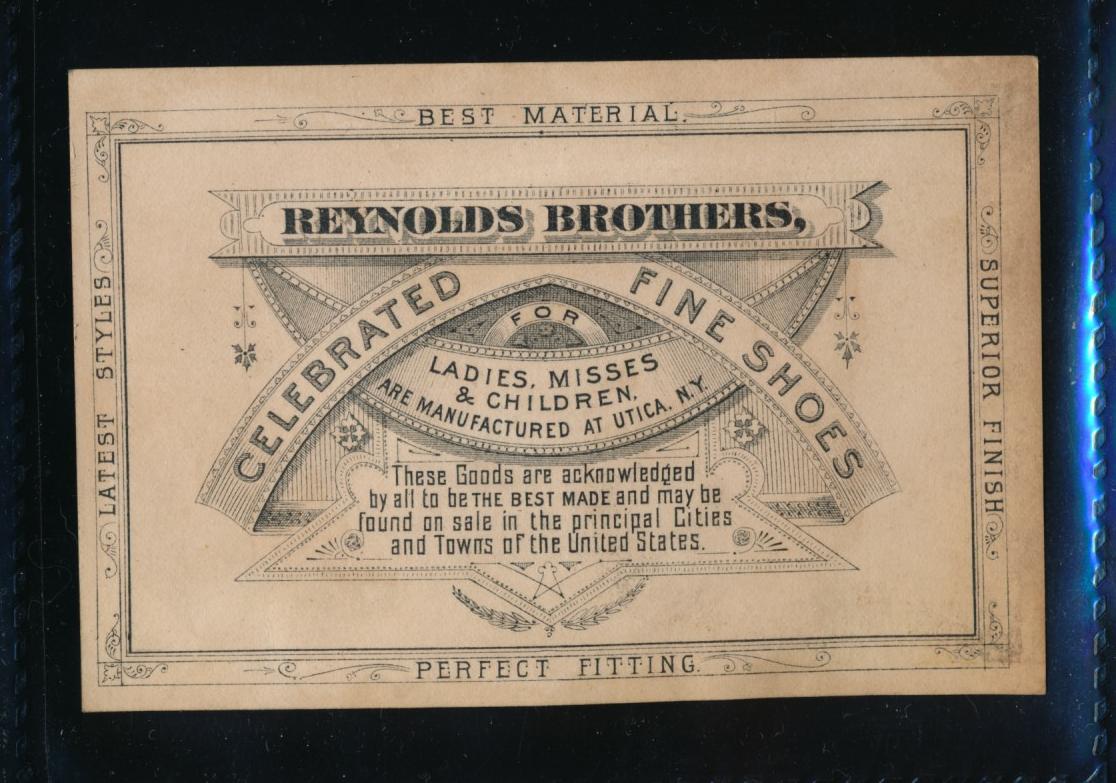 BEST MATERIAL.
REYNOLDS BROTHERS,
CELEBRATED FINE SHOES
FOR
LADIES, MISSES
& CHILDREN,
ARE MANUFACTURED AT UTICA, N.Y.
These Goods are acknowledged
by all to be THE BEST MADE and may be
found on sale in the principal Cities
and Towns of the United States.
LATEST STYLES
SUPERIOR FINISH
PERFECT FITTING.